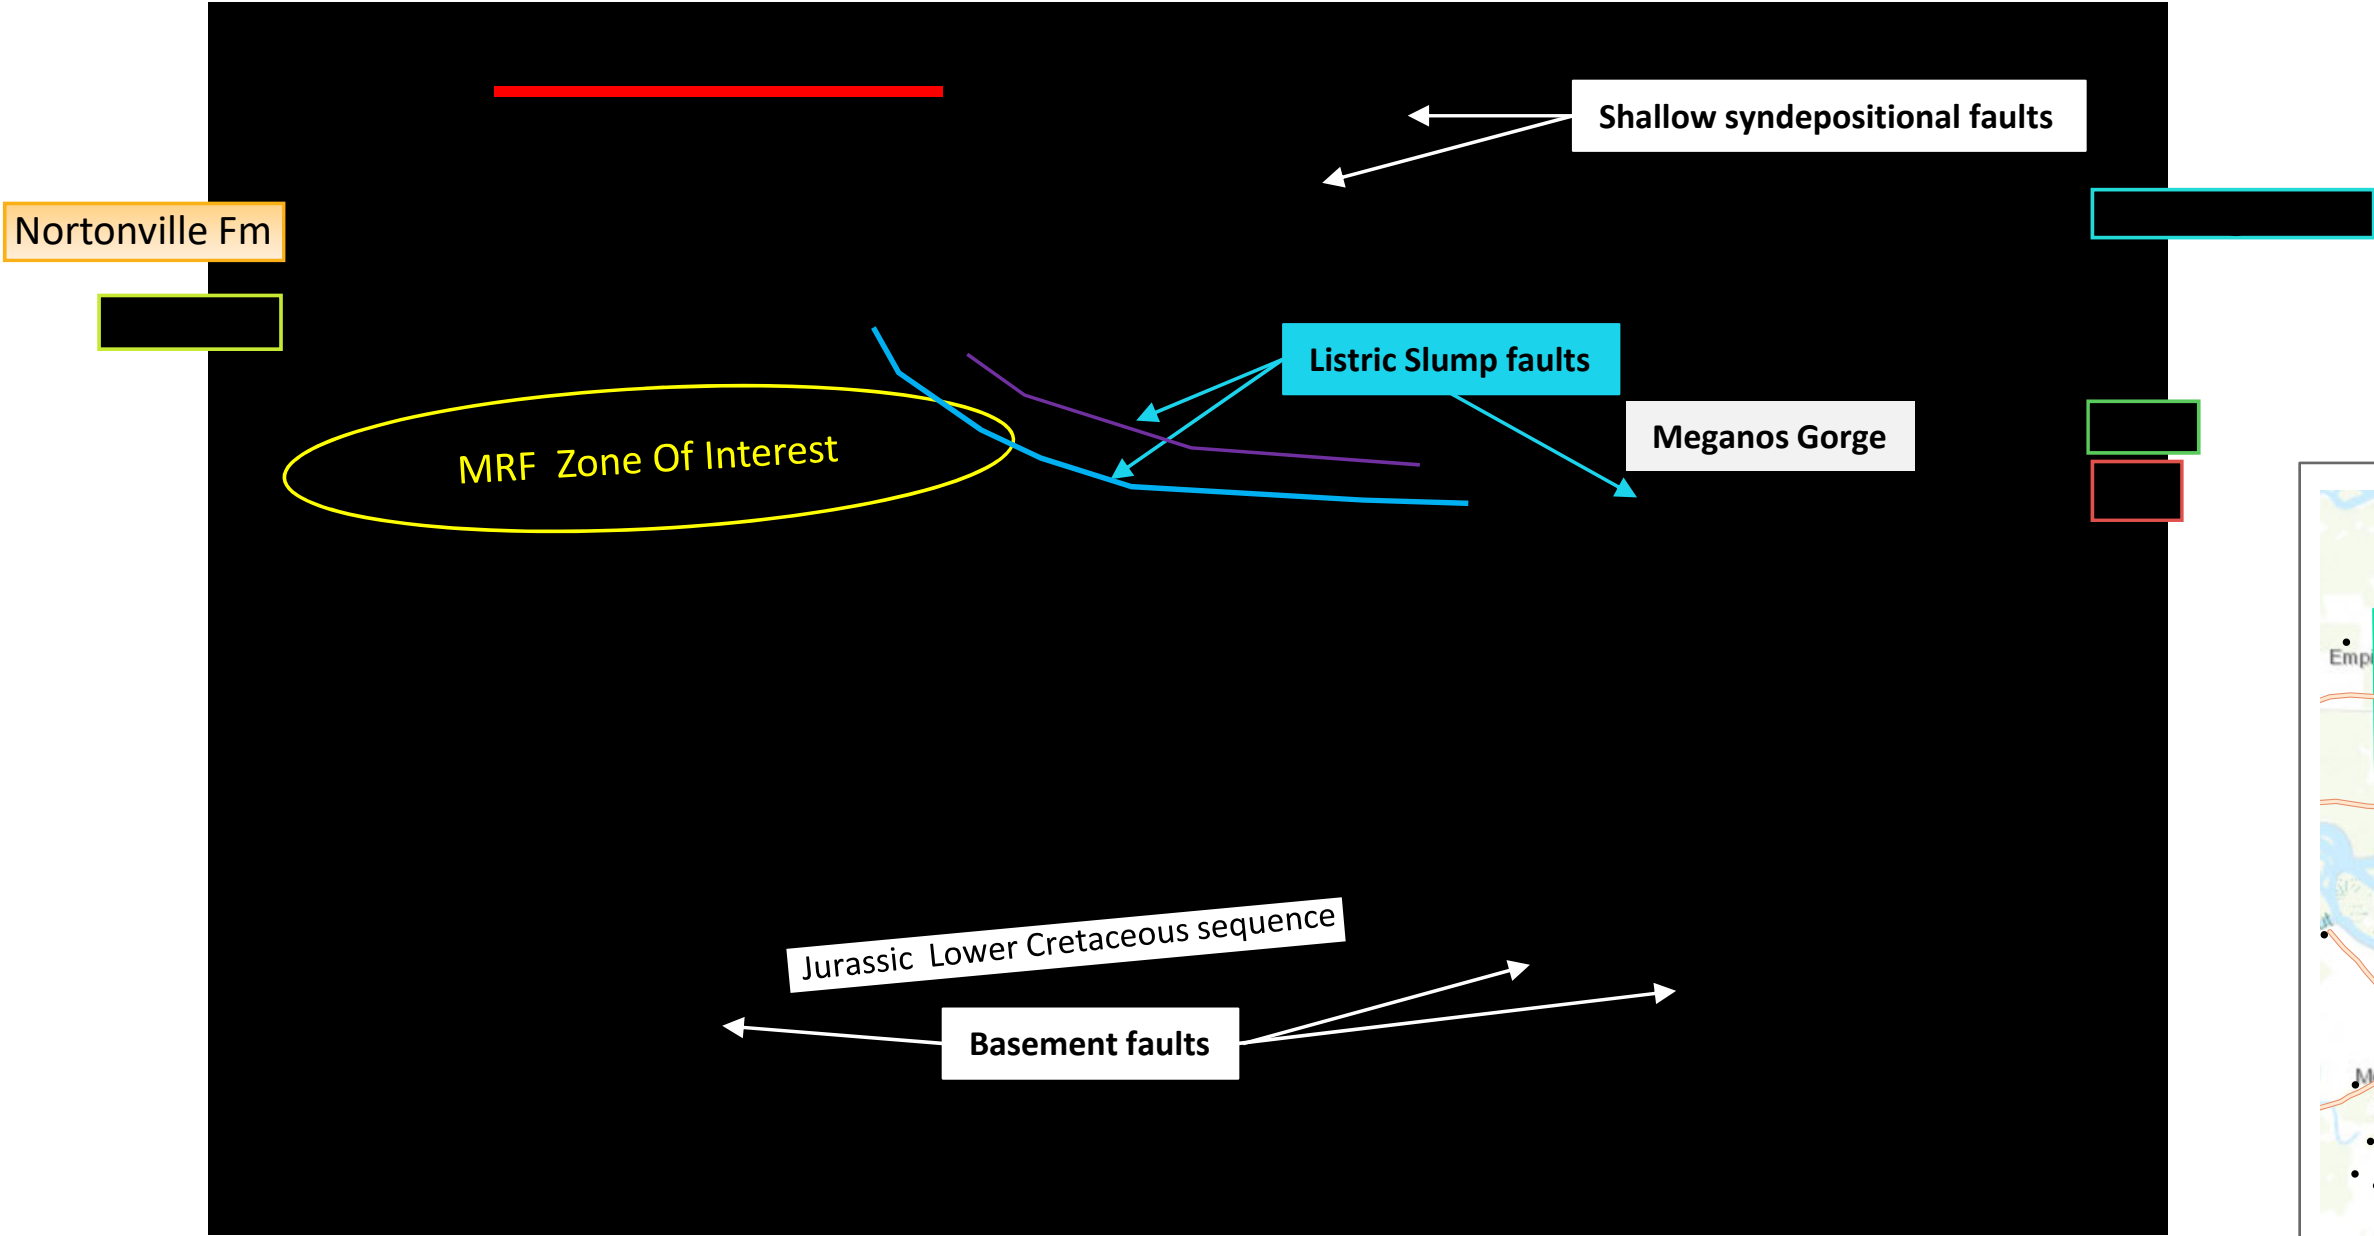 Shallow syndepositional faults
Nortonville Fm
Listric Slump faults
Meganos Gorge
MRF Zone Of Interest
Jurassic Lower Cretaceous sequence
Basement faults